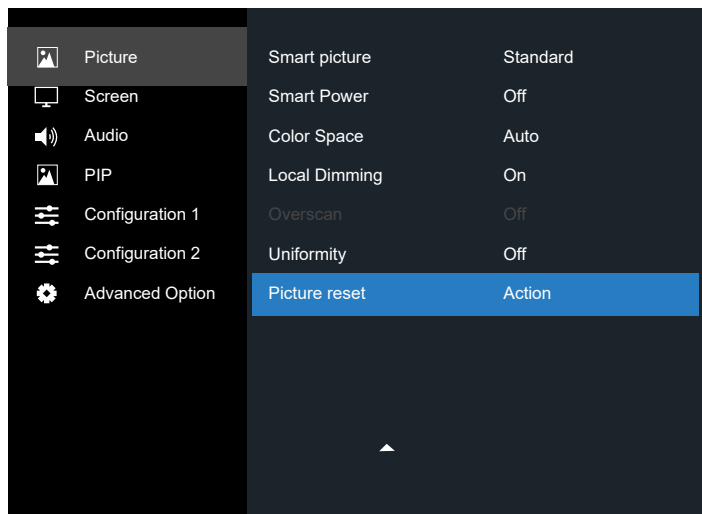 Picture
Screen
Audio
PIP
Configuration 1
Configuration 2
Advanced Option
Smart picture Standard
Smart Power Off
Color Space Auto
Local Dimming On
Overscan Off
Uniformity Off
Picture reset Action